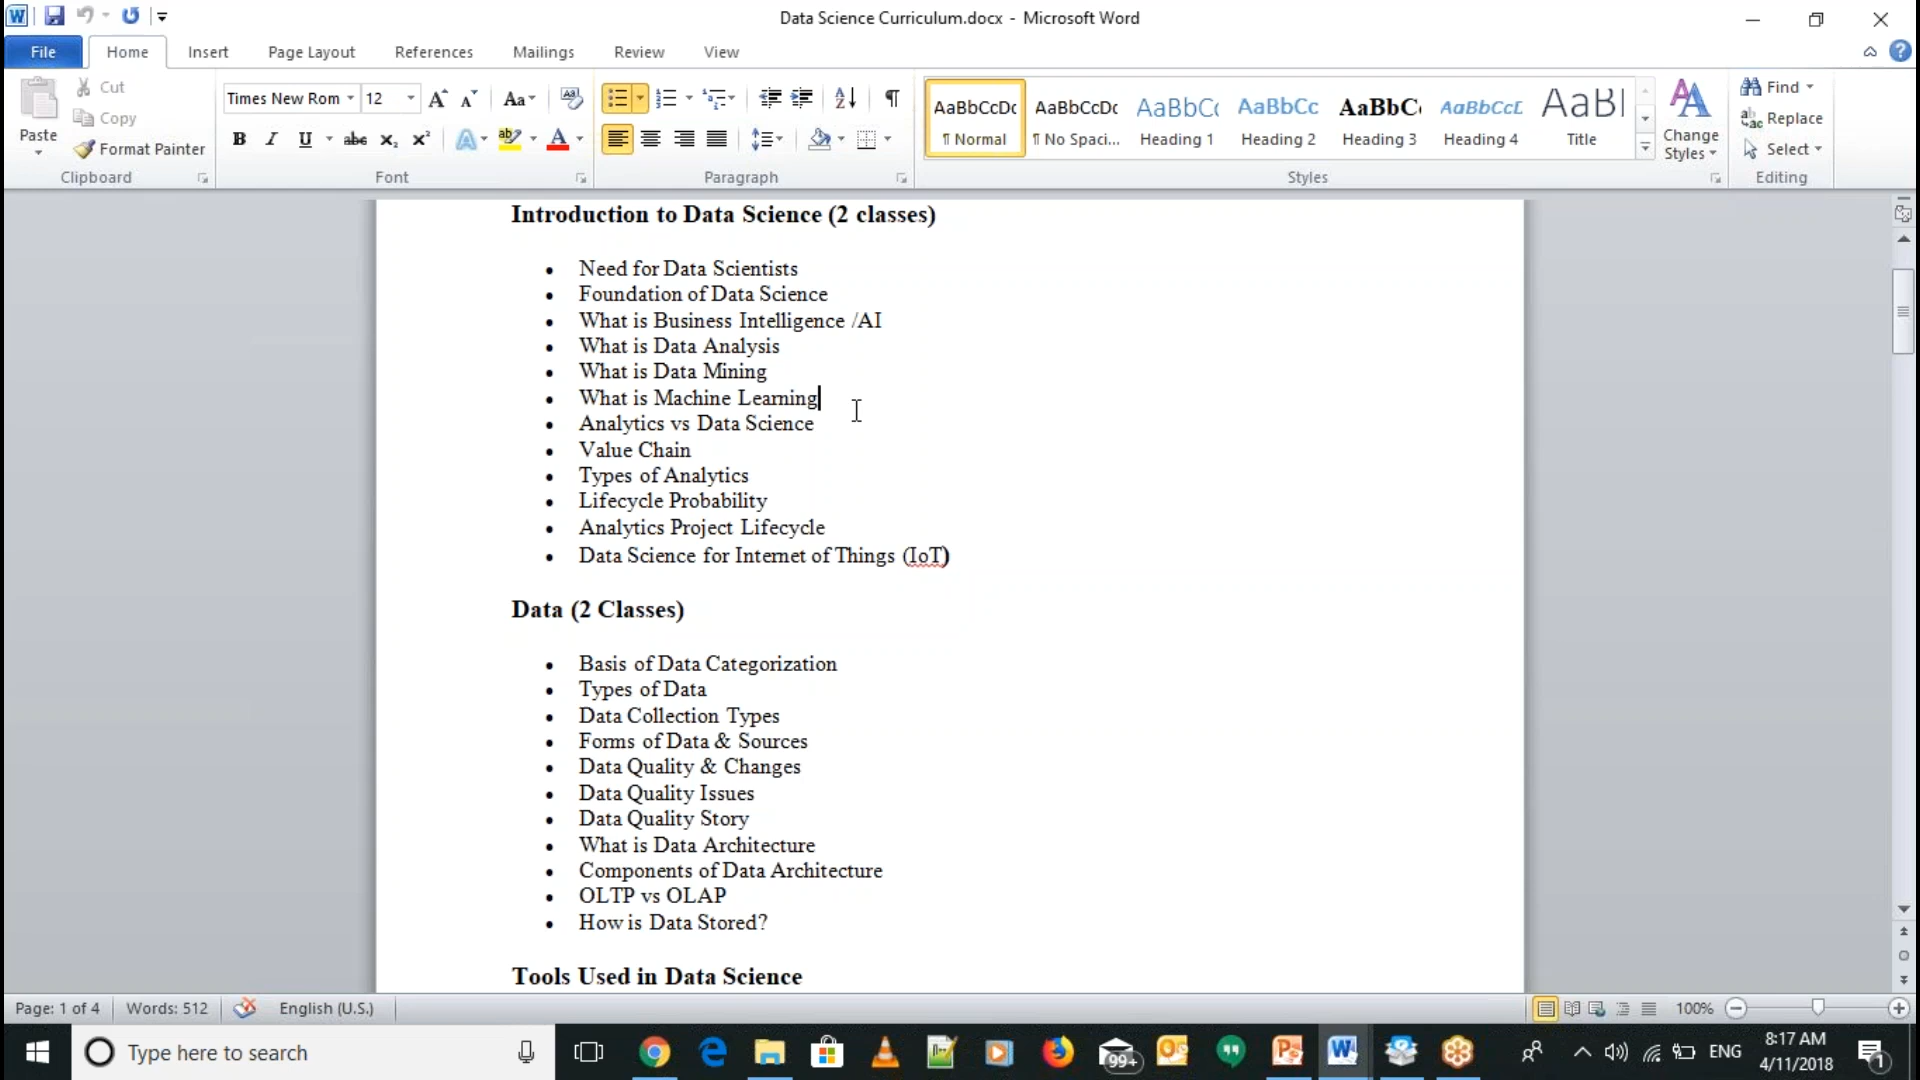 Data Science Curriculum.docx - Microsoft Word
File Home Insert Page Layout References Mailings Review View
Paste
Cut
Copy
Format Painter
Clipboard
Times New Rom 12
Font
Paragraph
AaBbCcDc AaBbCcDc AaBbC AaBbCc AaBbC AaBbCcL AaB
¶ Normal ¶ No Spaci... Heading 1 Heading 2 Heading 3 Heading 4 Title
Change
Styles
Styles
Find
Replace
Select
Editing
Introduction to Data Science (2 classes)
• Need for Data Scientists
• Foundation of Data Science
• What is Business Intelligence /AI
• What is Data Analysis
• What is Data Mining
• What is Machine Learning
• Analytics vs Data Science
• Value Chain
• Types of Analytics
• Lifecycle Probability
• Analytics Project Lifecycle
• Data Science for Internet of Things (IoT)
Data (2 Classes)
• Basis of Data Categorization
• Types of Data
• Data Collection Types
• Forms of Data & Sources
• Data Quality & Changes
• Data Quality Issues
• Data Quality Story
• What is Data Architecture
• Components of Data Architecture
• OLTP vs OLAP
• How is Data Stored?
Tools Used in Data Science
Page: 1 of 4 Words: 512 English (U.S.) 100%
Type here to search
99+
ENG
8:17 AM
4/11/2018
1